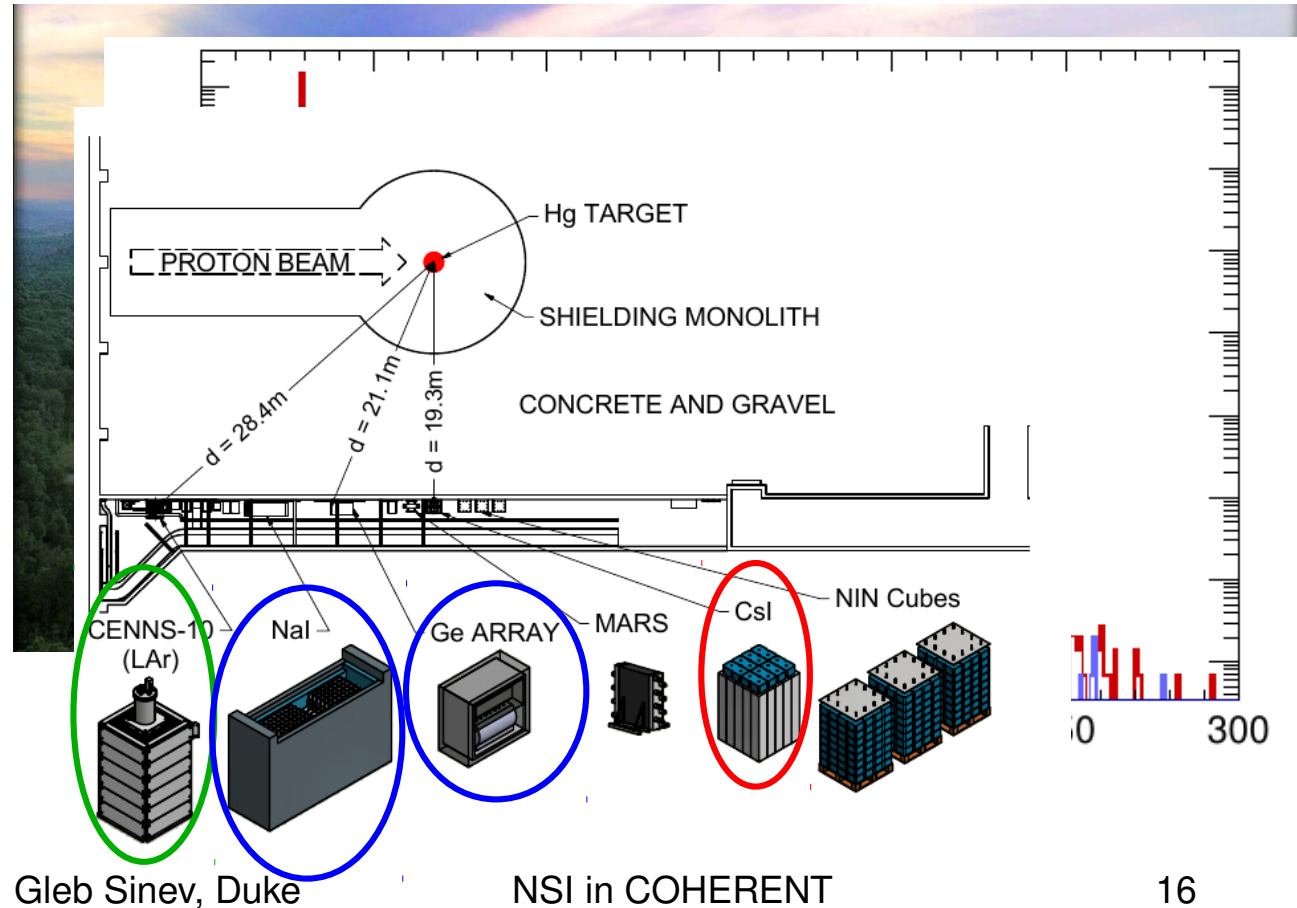 Hg TARGET
PROTON BEAM
SHIELDING MONOLITH
d = 28.4m
d = 21.1m
d = 19.3m
CONCRETE AND GRAVEL
CENNS-10
(LAr)
NaI
Ge ARRAY
MARS
CsI
NIN Cubes
300
Gleb Sinev, Duke
NSI in COHERENT
16